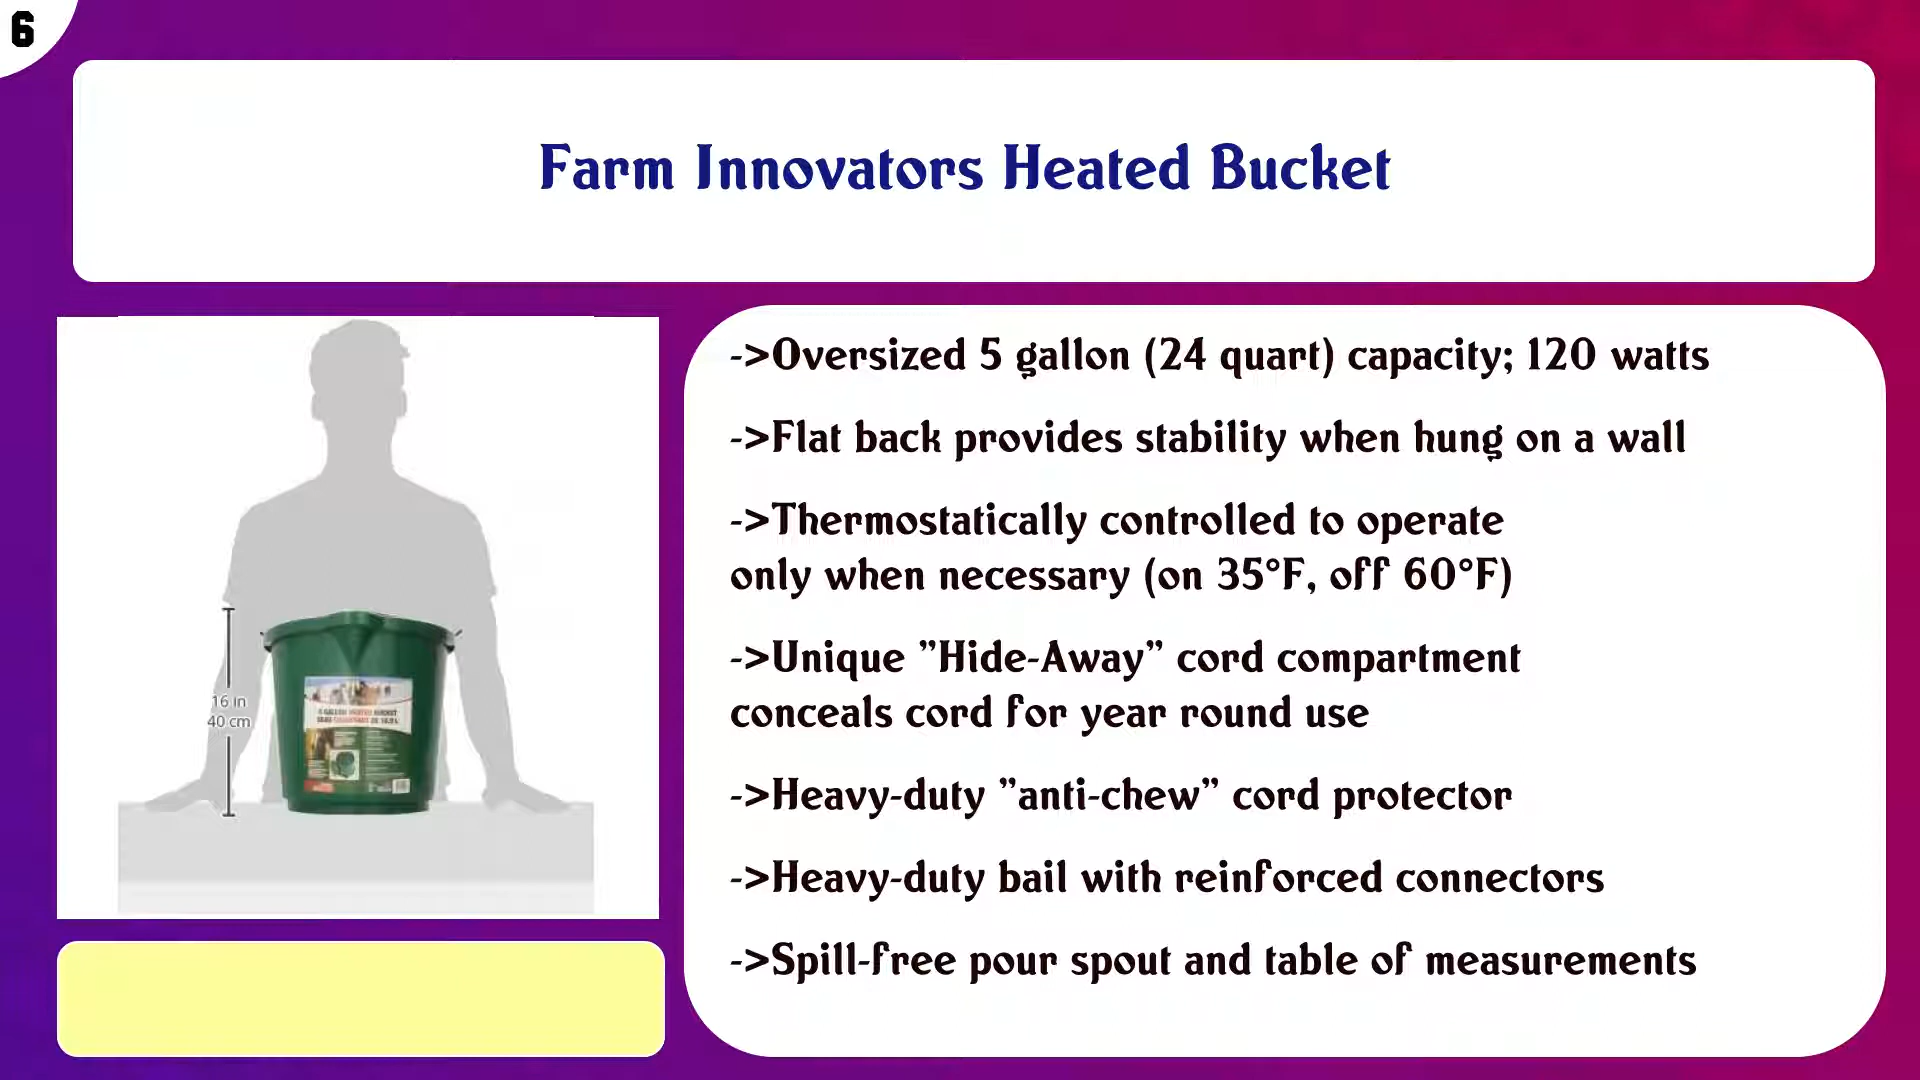 6
Farm Innovators Heated Bucket
->Oversized 5 gallon (24 quart) capacity; 120 watts
->Flat back provides stability when hung on a wall
->Thermostatically controlled to operate
only when necessary (on 35°F, off 60°F)
->Unique "Hide-Away" cord compartment
conceals cord for year round use
->Heavy-duty "anti-chew" cord protector
->Heavy-duty bail with reinforced connectors
->Spill-free pour spout and table of measurements
16 in
40 cm